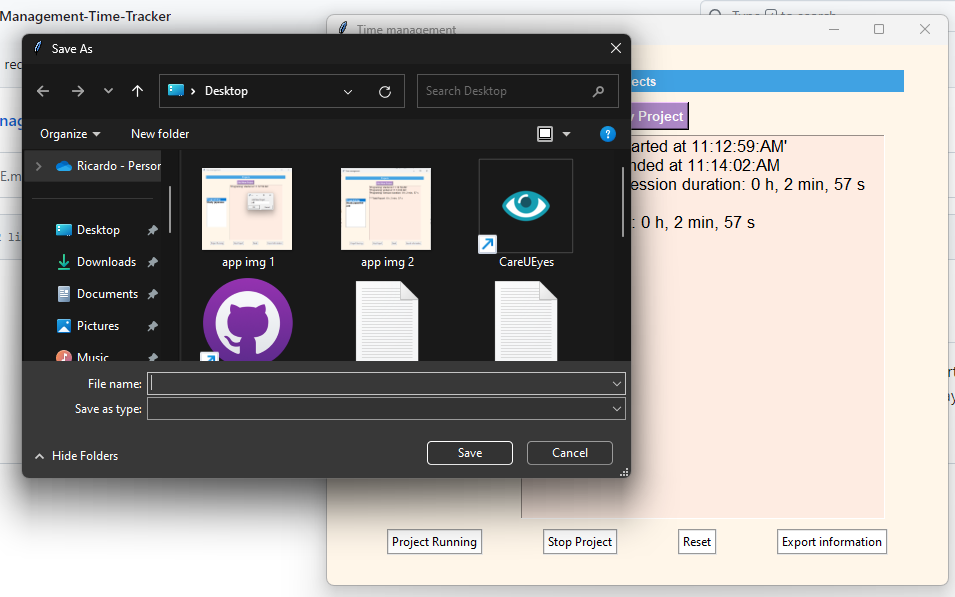 Management-Time-Tracker
Time management
Save As
Desktop
Search Desktop
Organize
New folder
?
Ricardo - Persor
Desktop
Downloads
Documents
Pictures
Music
app img 1
app img 2
CareUEyes
File name:
Save as type:
Hide Folders
Save
Cancel
ects
Project
arted at 11:12:59:AM'
nded at 11:14:02:AM
ession duration: 0 h, 2 min, 57 s
: 0 h, 2 min, 57 s
Project Running
Stop Project
Reset
Export information